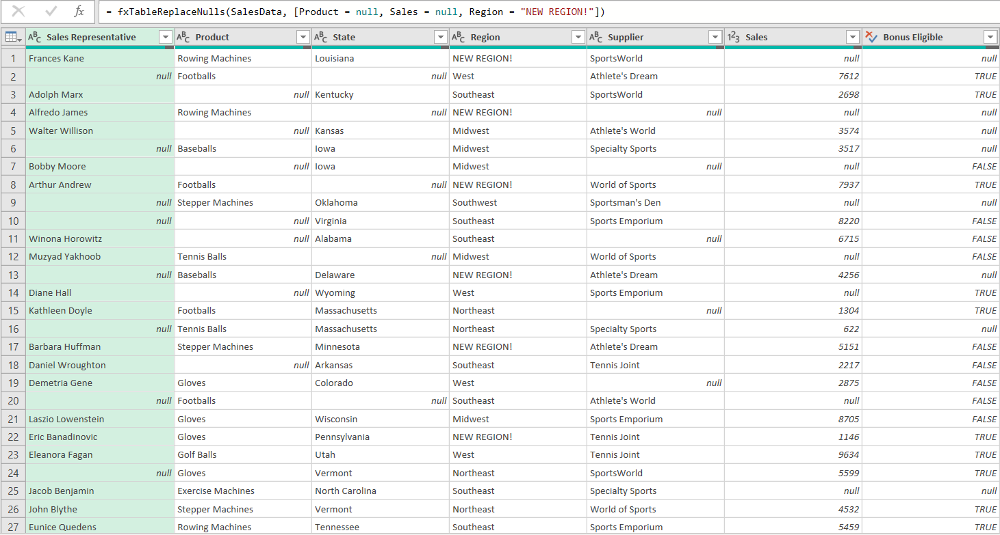 = fxTableReplaceNulls(SalesData, [Product = null, Sales = null, Region = "NEW REGION!"])
Sales Representative Product State Region Supplier Sales Bonus Eligible
1 Frances Kane Rowing Machines Louisiana NEW REGION! SportsWorld null null
2 null Footballs null West Athlete's Dream 7612 TRUE
3 Adolph Marx null Kentucky Southeast SportsWorld 2698 TRUE
4 Alfredo James Rowing Machines null NEW REGION! null null null
5 Walter Willison null Kansas Midwest Athlete's World 3574 null
6 null Baseballs Iowa Midwest Specialty Sports 3517 null
7 Bobby Moore null Iowa Midwest null null FALSE
8 Arthur Andrew Footballs null NEW REGION! World of Sports 7937 TRUE
9 null Stepper Machines Oklahoma Southwest Sportsman's Den null null
10 null null Virginia Southeast Sports Emporium 8220 FALSE
11 Winona Horowitz null Alabama Southeast null 6715 FALSE
12 Muzyad Yakhoob Tennis Balls null Midwest World of Sports null FALSE
13 null Baseballs Delaware NEW REGION! Athlete's Dream 4256 null
14 Diane Hall null Wyoming West Sports Emporium null TRUE
15 Kathleen Doyle Footballs Massachusetts Northeast null 1304 TRUE
16 null Tennis Balls Massachusetts Northeast Specialty Sports 622 null
17 Barbara Huffman Stepper Machines Minnesota NEW REGION! Athlete's Dream 5151 FALSE
18 Daniel Wroughton null Arkansas Southeast Tennis Joint 2217 FALSE
19 Demetria Gene Gloves Colorado West null 2875 FALSE
20 null Footballs null Southeast Athlete's World null FALSE
21 Laszio Lowenstein Gloves Wisconsin Midwest Sports Emporium 8705 FALSE
22 Eric Banadinovic Gloves Pennsylvania NEW REGION! Tennis Joint 1146 TRUE
23 Eleanora Fagan Golf Balls Utah West Tennis Joint 9634 TRUE
24 null Gloves Vermont Northeast SportsWorld 5599 TRUE
25 Jacob Benjamin Exercise Machines North Carolina Southeast Specialty Sports null null
26 John Blythe Stepper Machines Vermont Northeast World of Sports 4532 TRUE
27 Eunice Quedens Rowing Machines Tennessee Southeast Sports Emporium 5459 TRUE